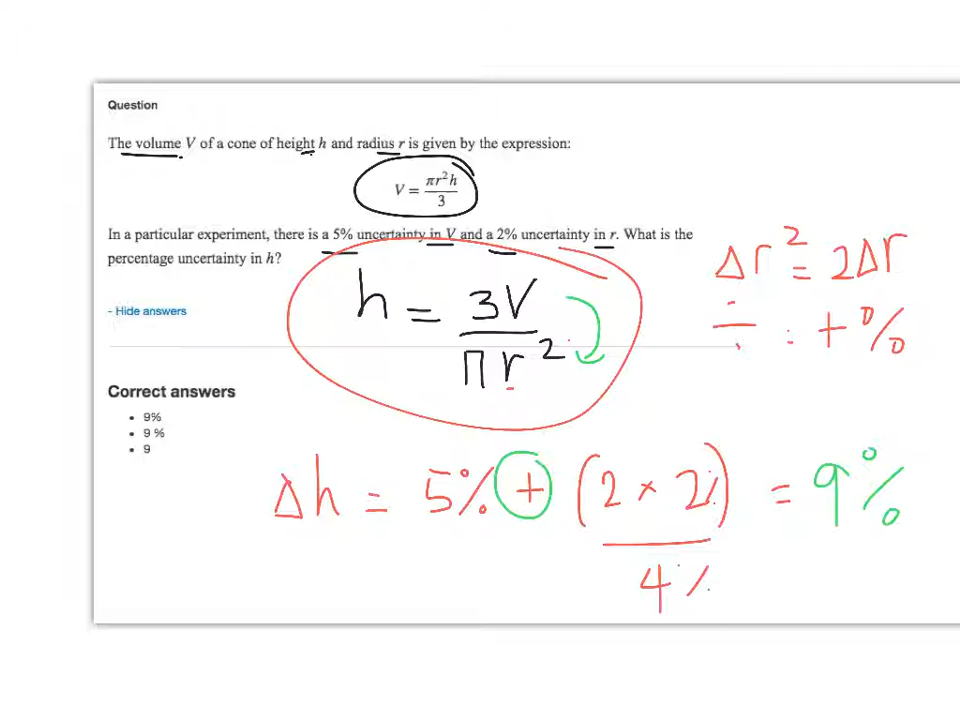 Question
The volume V of a cone of height h and radius r is given by the expression:
V = πr²h / 3
In a particular experiment, there is a 5% uncertainty in V and a 2% uncertainty in r. What is the
percentage uncertainty in h?
Δr² = 2Δr
- Hide answers
h = 3V / πr²
÷ : + %
Correct answers
• 9%
• 9 %
• 9
Δh = 5% + (2 × 2%) = 9%
4%